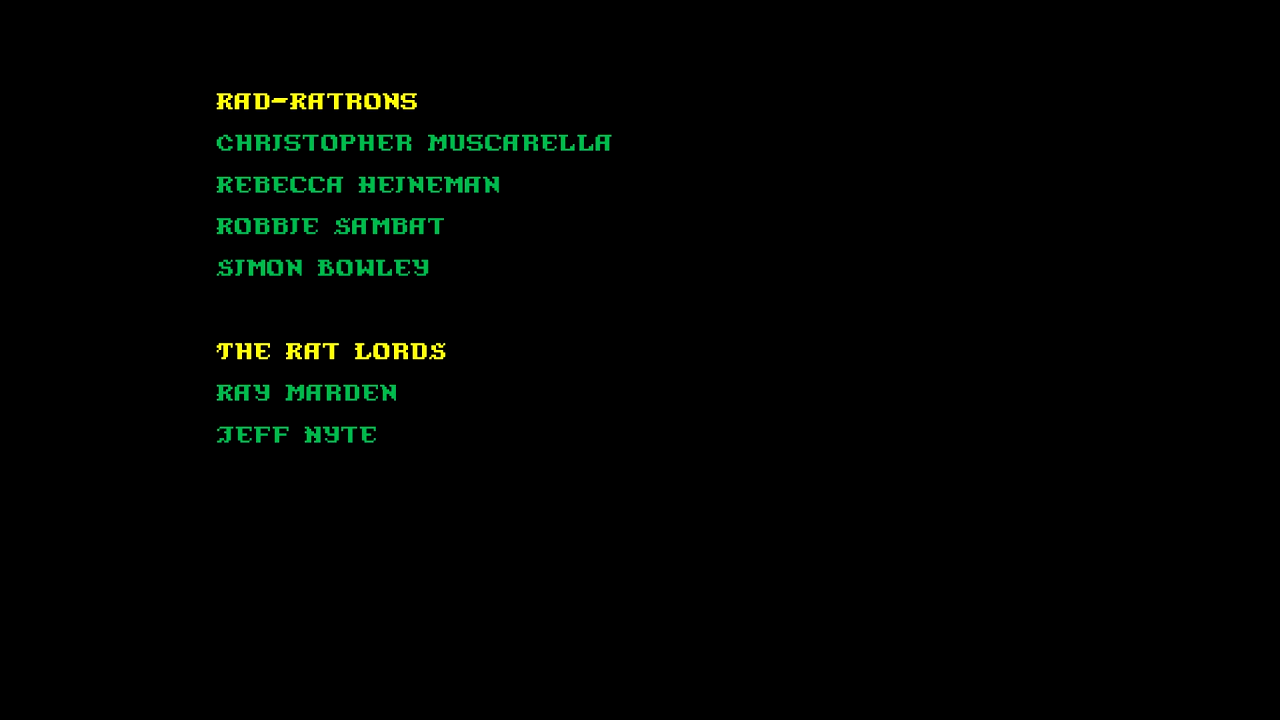 RAD-RATRONS
CHRISTOPHER MUSCARELLA
REBECCA HEINEMAN
ROBBIE SAMBAT
SIMON BOWLEY
THE RAT LORDS
RAY MARDEN
JEFF NYTE